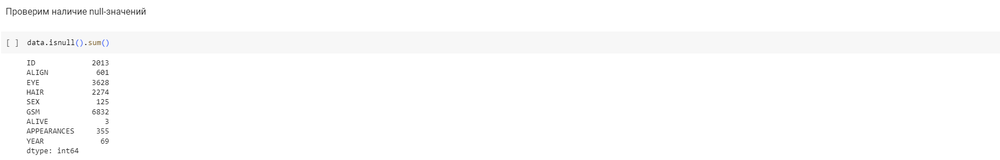 Проверим наличие null-значений
[ ] data.isnull().sum()
ID 2013
ALIGN 601
EYE 3628
HAIR 2274
SEX 125
GSM 6832
ALIVE 3
APPEARANCES 355
YEAR 69
dtype: int64